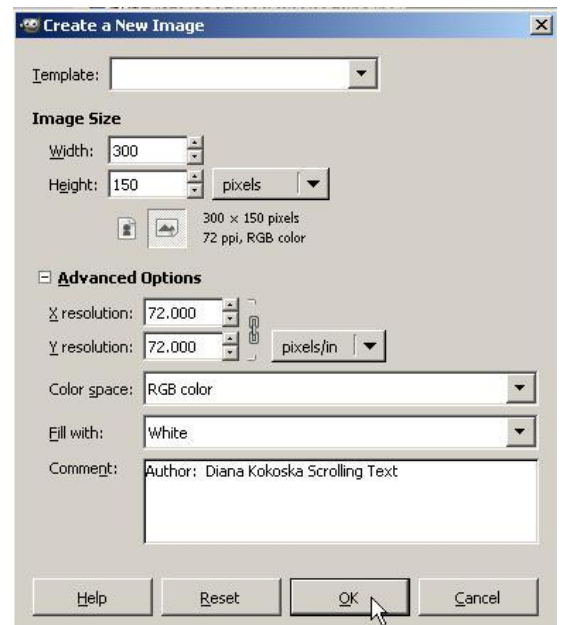 Create a New Image
Template:
Image Size
Width: 300
Height: 150 pixels
300 × 150 pixels
72 ppi, RGB color
Advanced Options
X resolution: 72.000
Y resolution: 72.000 pixels/in
Color space: RGB color
Fill with: White
Comment: Author: Diana Kokoska Scrolling Text
Help Reset OK Cancel